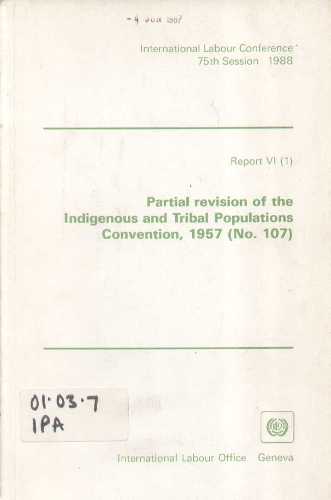 -4 JUN 1987
International Labour Conference
75th Session 1988
Report VI (1)
Partial revision of the
Indigenous and Tribal Populations
Convention, 1957 (No. 107)
01·03·7
IPA
International Labour Office Geneva